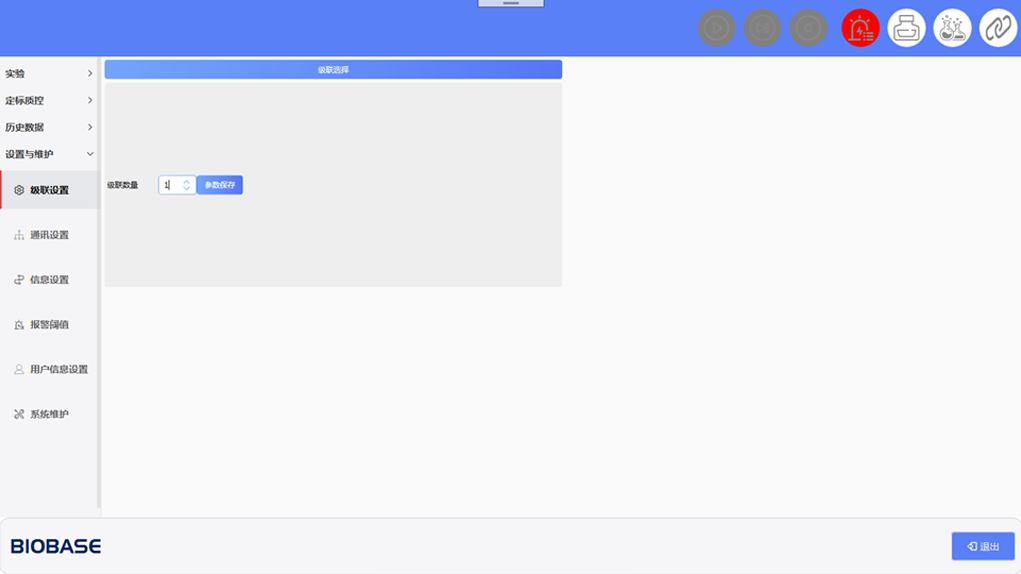 实验
定标质控
历史数据
设置与维护
级联设置
通讯设置
信息设置
报警阈值
用户信息设置
系统维护
级联选择
级联数量 1 参数保存
BIOBASE
退出